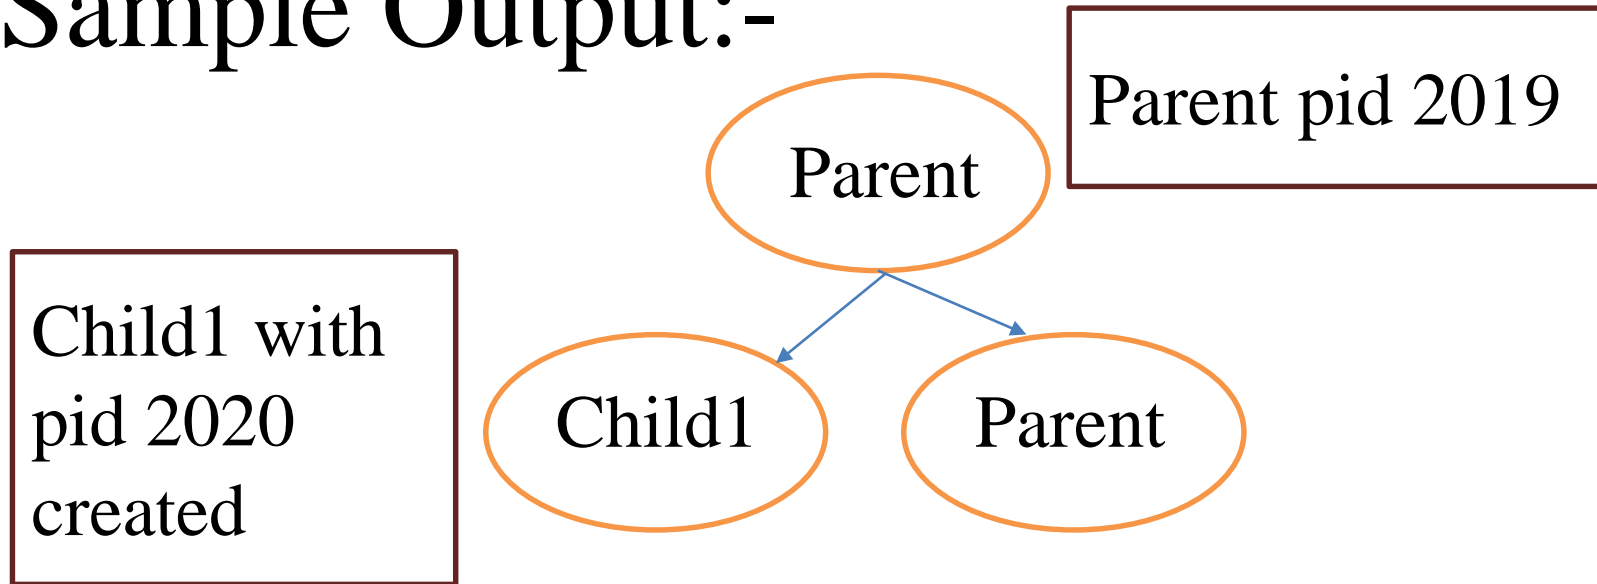 Sample Output:-
Parent pid 2019
Parent
Child1 with
pid 2020
created
Child1
Parent